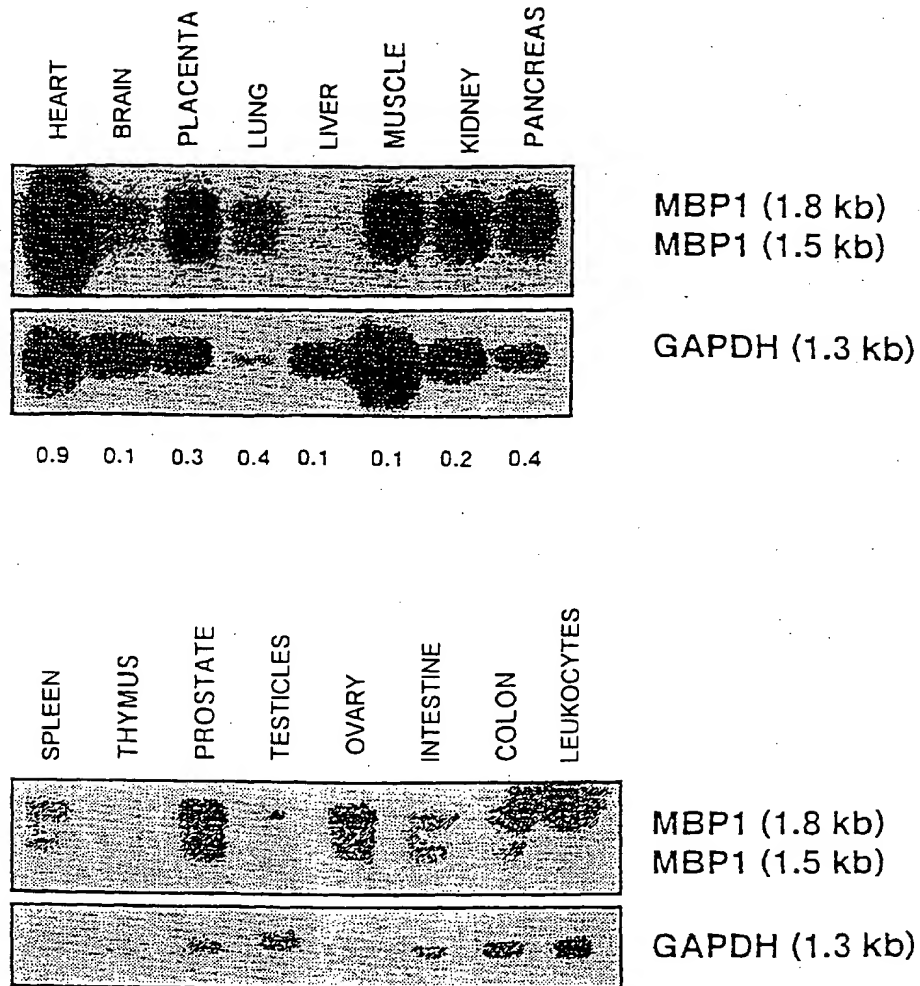 HEART BRAIN PLACENTA LUNG LIVER MUSCLE KIDNEY PANCREAS
MBP1 (1.8 kb)
MBP1 (1.5 kb)
GAPDH (1.3 kb)
0.9 0.1 0.3 0.4 0.1 0.1 0.2 0.4
SPLEEN THYMUS PROSTATE TESTICLES OVARY INTESTINE COLON LEUKOCYTES
MBP1 (1.8 kb)
MBP1 (1.5 kb)
GAPDH (1.3 kb)